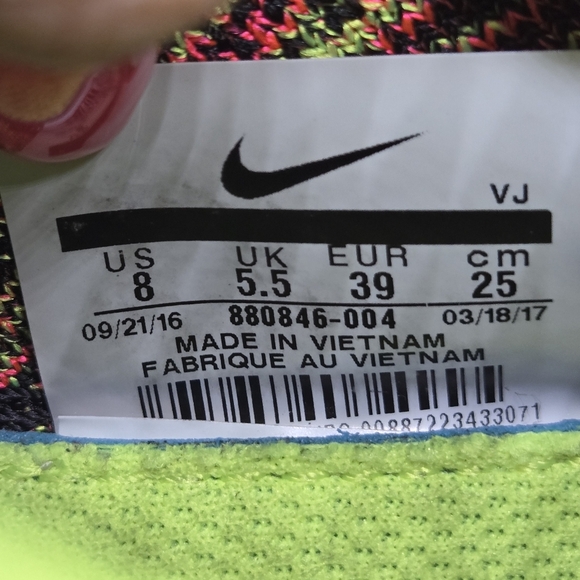 VJ
US UK EUR cm
8 5.5 39 25
09/21/16 880846-004 03/18/17
MADE IN VIETNAM
FABRIQUE AU VIETNAM
00887223433071